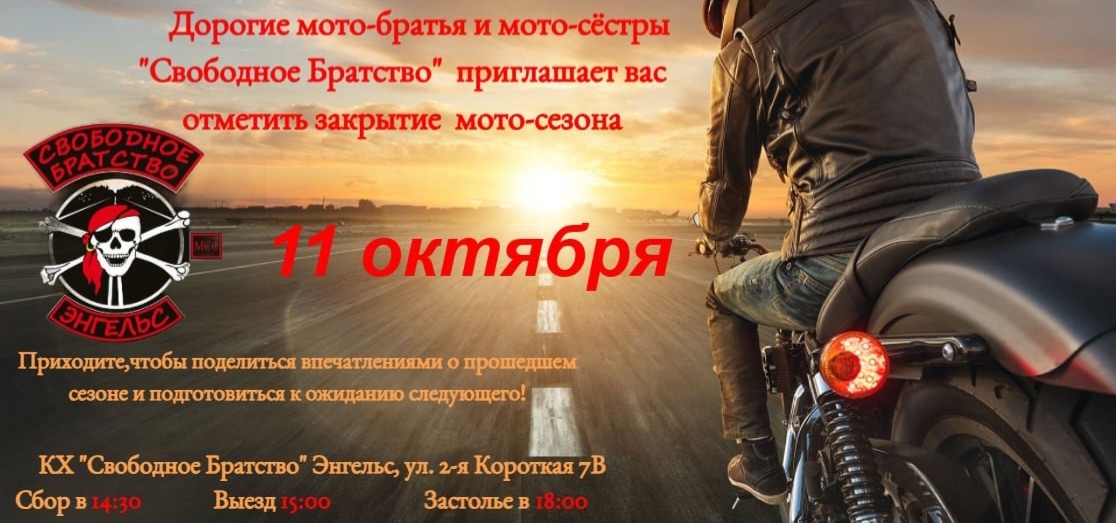 Дорогие мото-братья и мото-сёстры
"Свободное Братство" приглашает вас
отметить закрытие мото-сезона
СВОБОДНОЕ
БРАТСТВО
МСС
ЭНГЕЛЬС
11 октября
Приходите,чтобы поделиться впечатлениями о прошедшем
сезоне и подготовиться к ожиданию следующего!
КХ "Свободное Братство" Энгельс, ул. 2-я Короткая 7В
Сбор в 14:30 Выезд 15:00 Застолье в 18:00